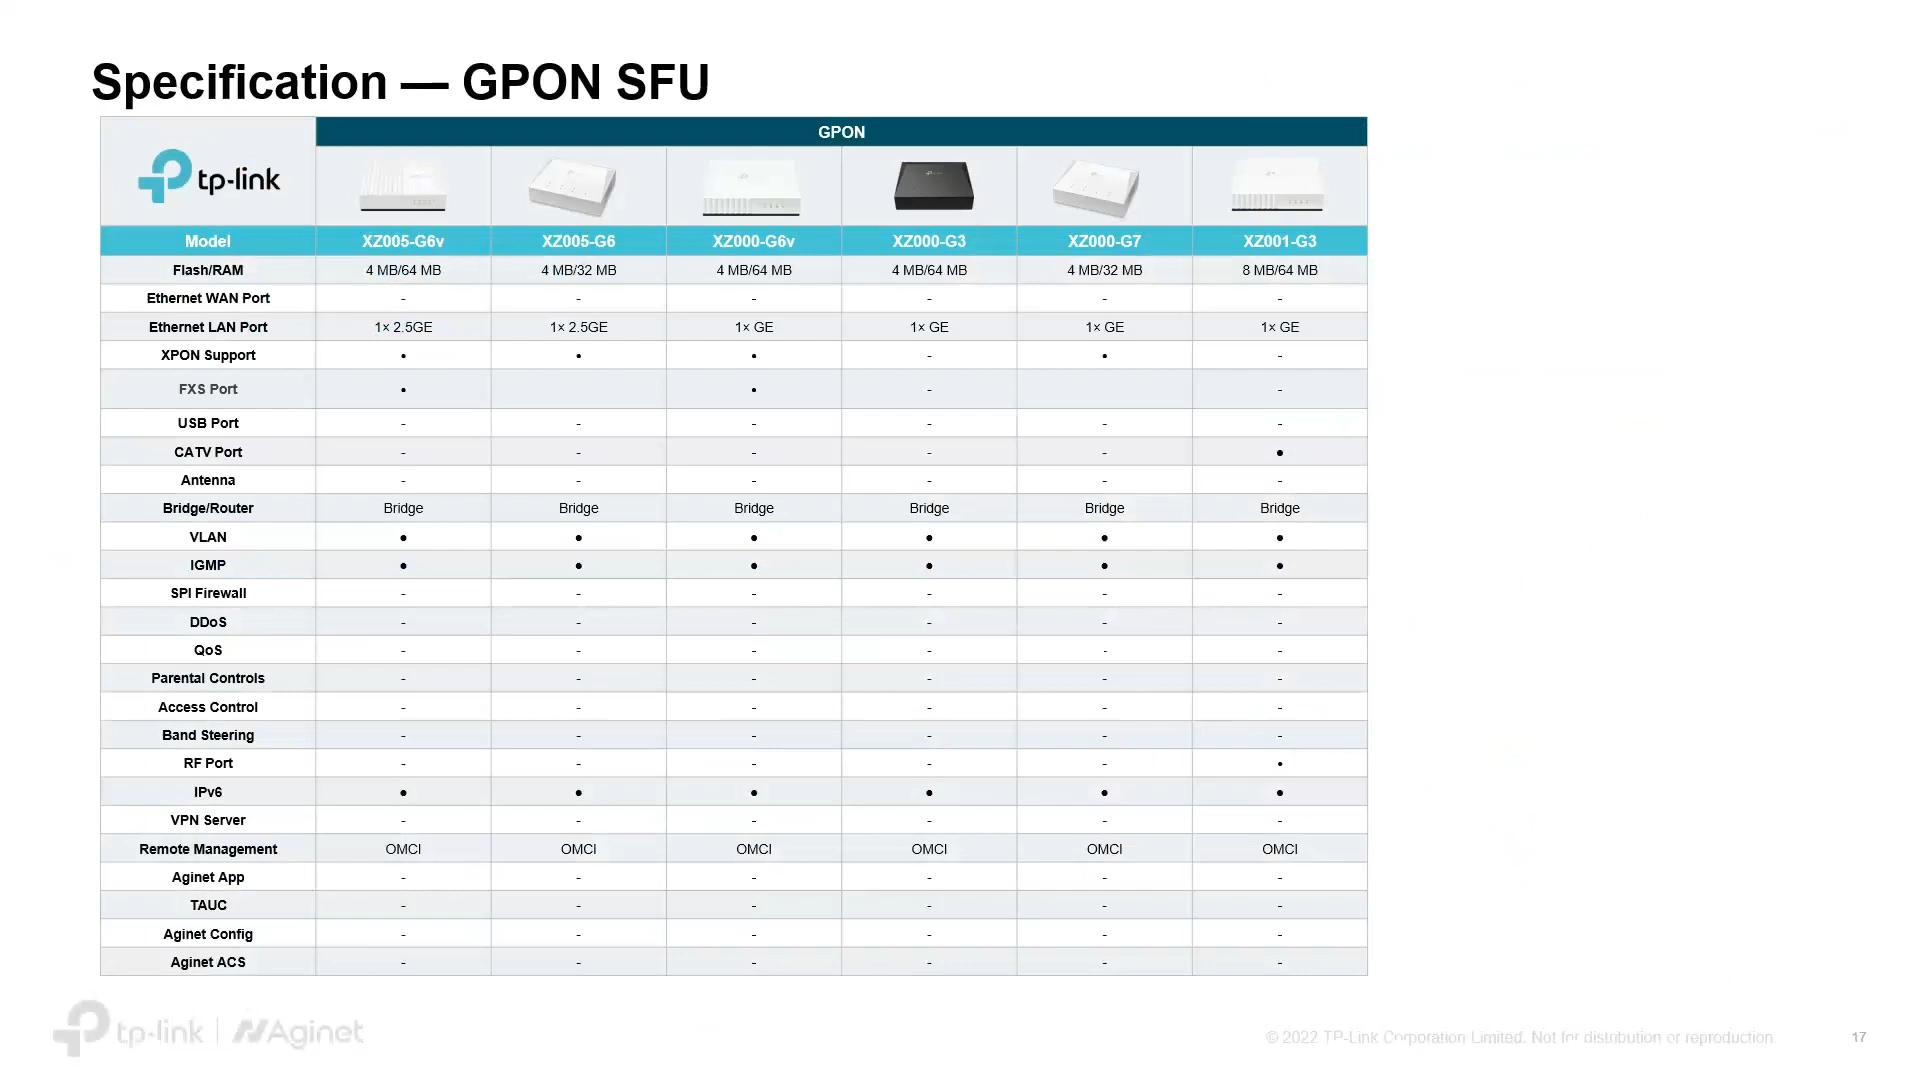 Specification — GPON SFU
tp-link
GPON
Model XZ005-G6v XZ005-G6 XZ000-G6v XZ000-G3 XZ000-G7 XZ001-G3
Flash/RAM 4 MB/64 MB 4 MB/32 MB 4 MB/64 MB 4 MB/64 MB 4 MB/32 MB 8 MB/64 MB
Ethernet WAN Port - - - - - -
Ethernet LAN Port 1× 2.5GE 1× 2.5GE 1× GE 1× GE 1× GE 1× GE
XPON Support • • • - • -
FXS Port • • - -
USB Port - - - - - -
CATV Port - - - - - ●
Antenna - - - - - -
Bridge/Router Bridge Bridge Bridge Bridge Bridge Bridge
VLAN ● ● ● ● ● ●
IGMP ● ● ● ● ● ●
SPI Firewall - - - - - -
DDoS - - - - - -
QoS - - - - - -
Parental Controls - - - - - -
Access Control - - - - - -
Band Steering - - - - - -
RF Port - - - - - •
IPv6 ● ● ● ● ● ●
VPN Server - - - - - -
Remote Management OMCI OMCI OMCI OMCI OMCI OMCI
Aginet App - - - - - -
TAUC - - - - - -
Aginet Config - - - - - -
Aginet ACS - - - - - -
tp-link | Aginet
© 2022 TP-Link Corporation Limited. Not for distribution or reproduction.
17